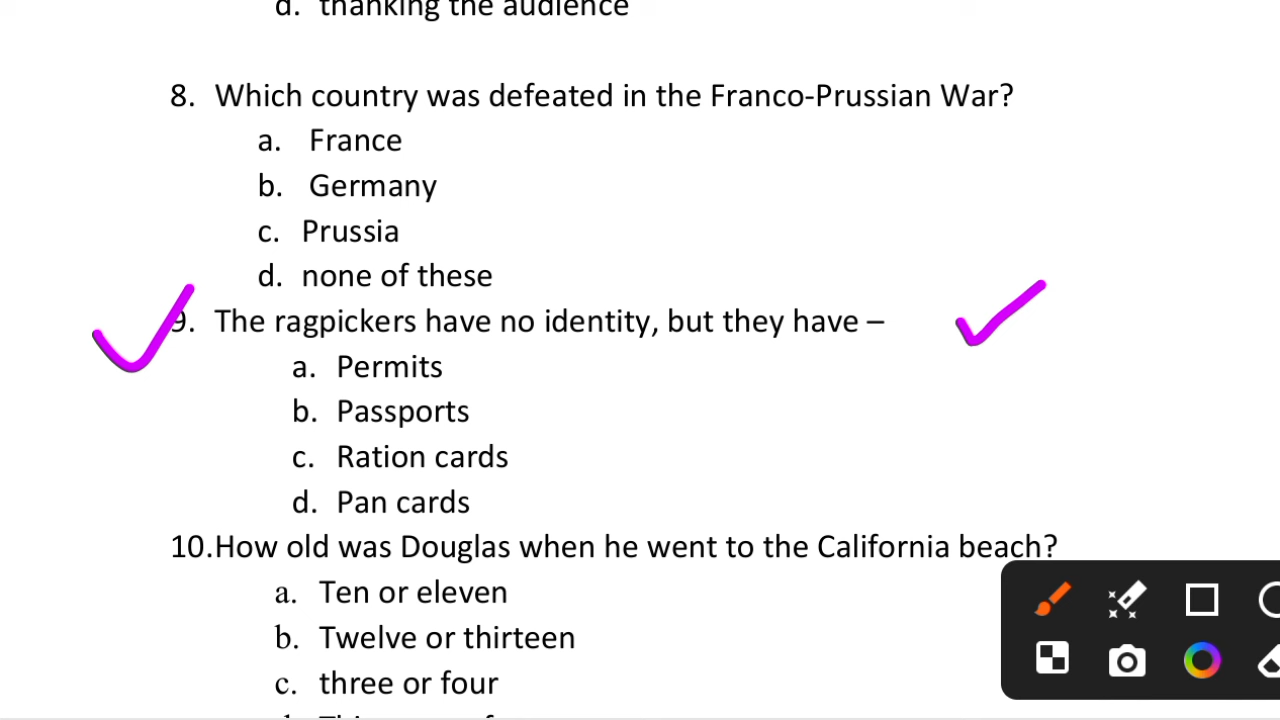 d. thanking the audience
8. Which country was defeated in the Franco-Prussian War?
a. France
b. Germany
c. Prussia
d. none of these
9. The ragpickers have no identity, but they have –
a. Permits
b. Passports
c. Ration cards
d. Pan cards
10.How old was Douglas when he went to the California beach?
a. Ten or eleven
b. Twelve or thirteen
c. three or four